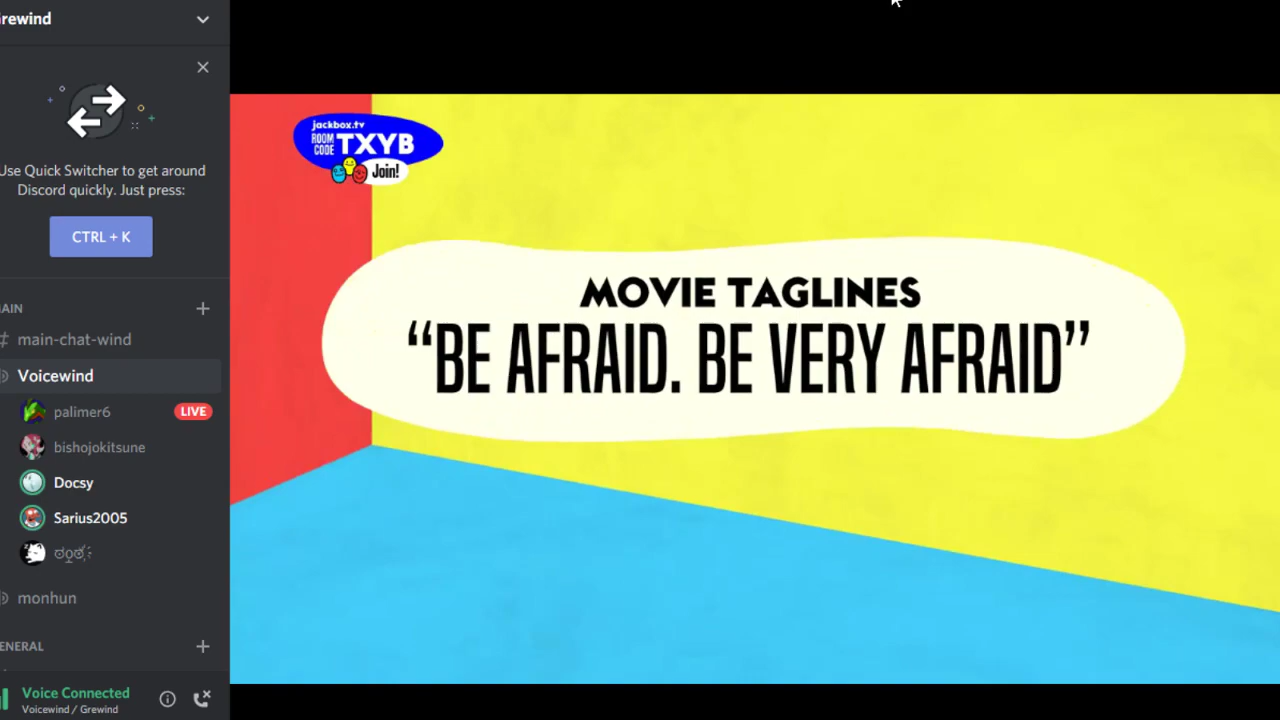 rewind
Use Quick Switcher to get around
Discord quickly. Just press:
CTRL + K
AIN
main-chat-wind
Voicewind
palimer6
LIVE
bishojokitsune
Docsy
Sarius2005
monhun
ENERAL
Voice Connected
Voicewind / Grewind
jackbox.tv
ROOM CODE TXYB
Join!
MOVIE TAGLINES
“BE AFRAID. BE VERY AFRAID”